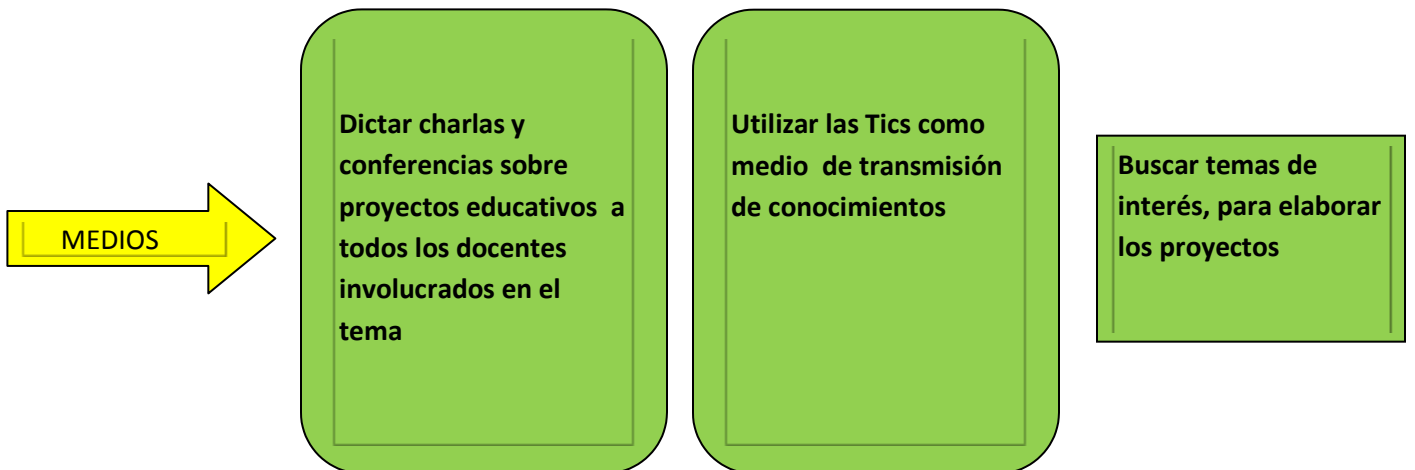 MEDIOS
Dictar charlas y
conferencias sobre
proyectos educativos  a
todos los docentes
involucrados en el
tema
Utilizar las Tics como
medio  de transmisión
de conocimientos
Buscar temas de
interés, para elaborar
los proyectos